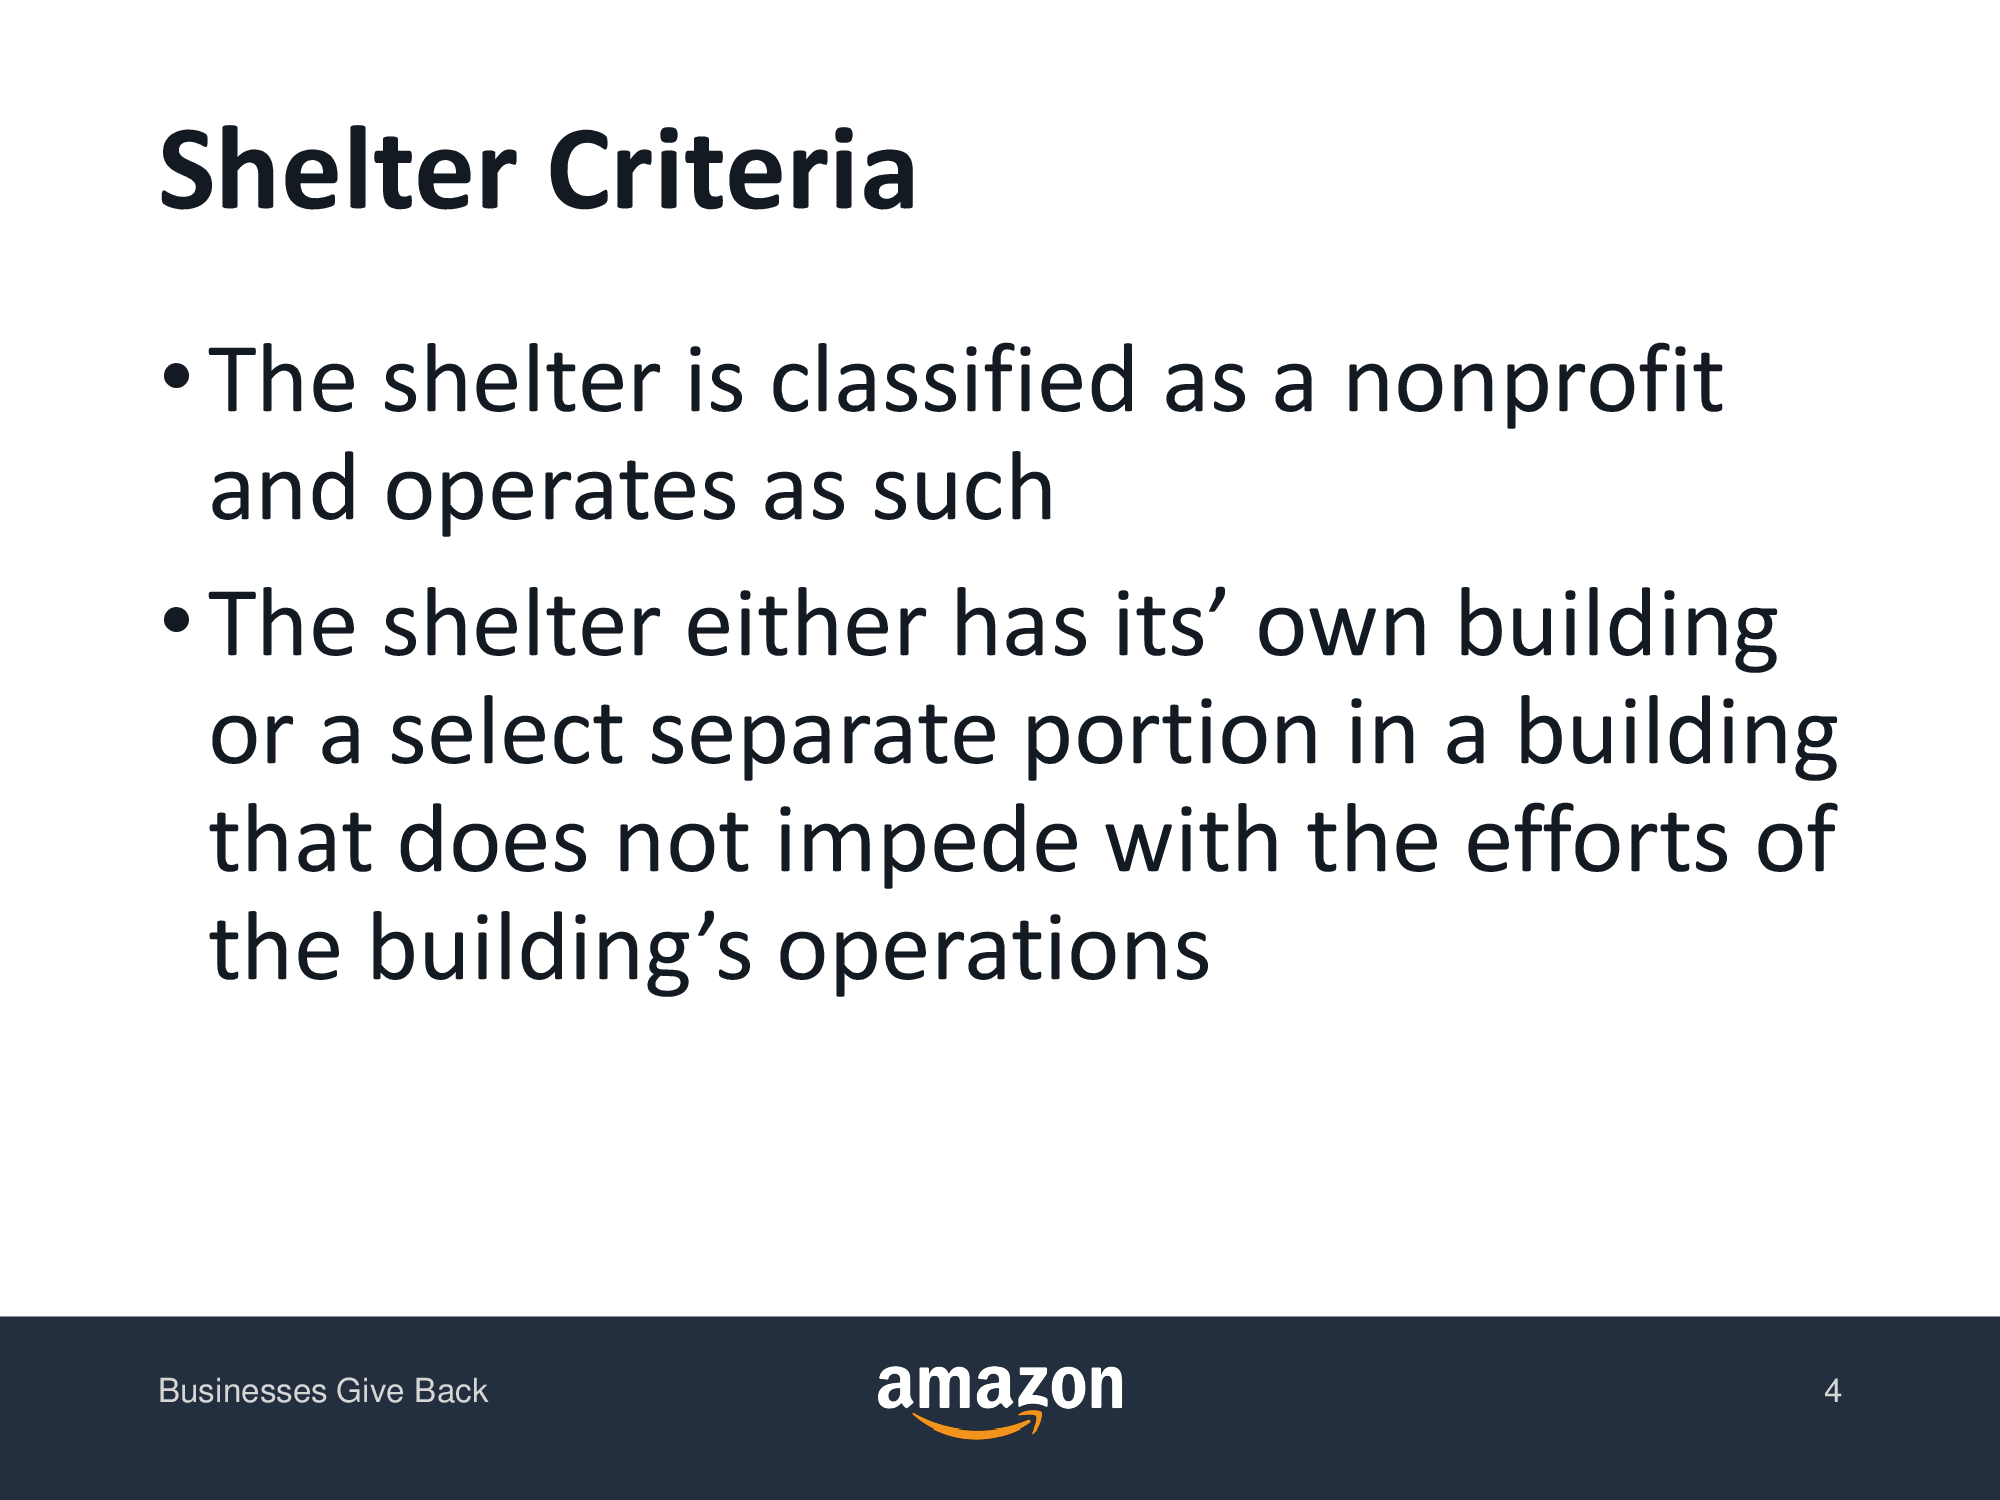 Shelter Criteria
• The shelter is classified as a nonprofit
and operates as such
• The shelter either has its’ own building
or a select separate portion in a building
that does not impede with the efforts of
the building’s operations
Businesses Give Back
amazon
4